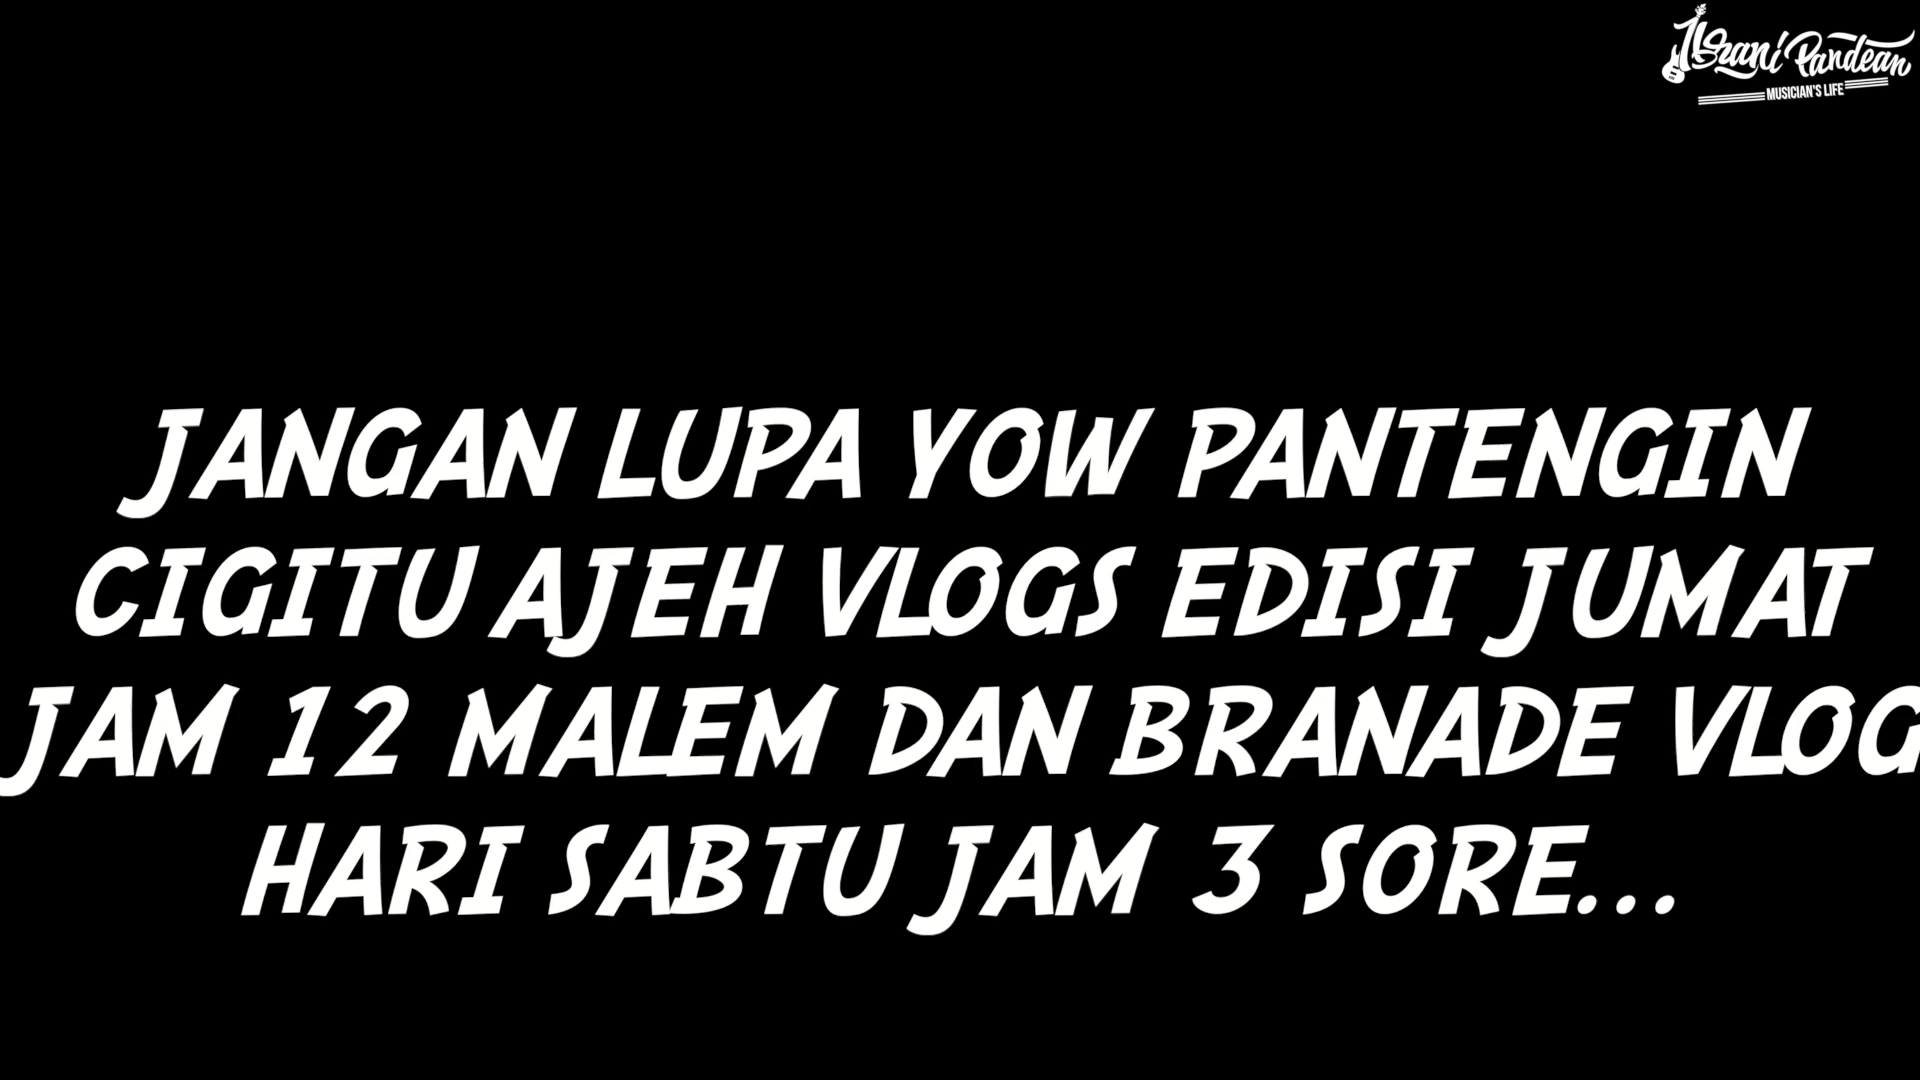 Israni Pandean
MUSICIAN'S LIFE
JANGAN LUPA YOW PANTENGIN
CIGITU AJEH VLOGS EDISI JUMAT
JAM 12 MALEM DAN BRANADE VLOG
HARI SABTU JAM 3 SORE...